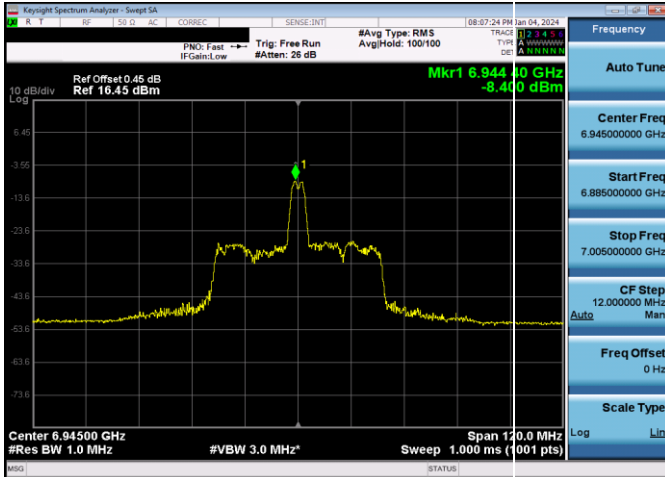 Keysight Spectrum Analyzer - Swept SA
R T RF 50 Ω AC CORREC SENSE:INT 08:07:24 PM Jan 04, 2024
#Avg Type: RMS TRACE 1 2 3 4 5 6
PNO: Fast Trig: Free Run Avg|Hold: 100/100 TYPE A WWWWW
IFGain:Low #Atten: 26 dB DET A N N N N N
Mkr1 6.944 40 GHz
Ref Offset 0.45 dB
10 dB/div Ref 16.45 dBm -8.400 dBm
Log
6.45
1
-3.55
-13.6
-23.6
-33.6
-43.6
-53.6
-63.6
-73.6
Center 6.94500 GHz Span 120.0 MHz
#Res BW 1.0 MHz #VBW 3.0 MHz* Sweep 1.000 ms (1001 pts)
MSG STATUS
Frequency
Auto Tune
Center Freq
6.945000000 GHz
Start Freq
6.885000000 GHz
Stop Freq
7.005000000 GHz
CF Step
12.000000 MHz
Auto Man
Freq Offset
0 Hz
Scale Type
Log Lin